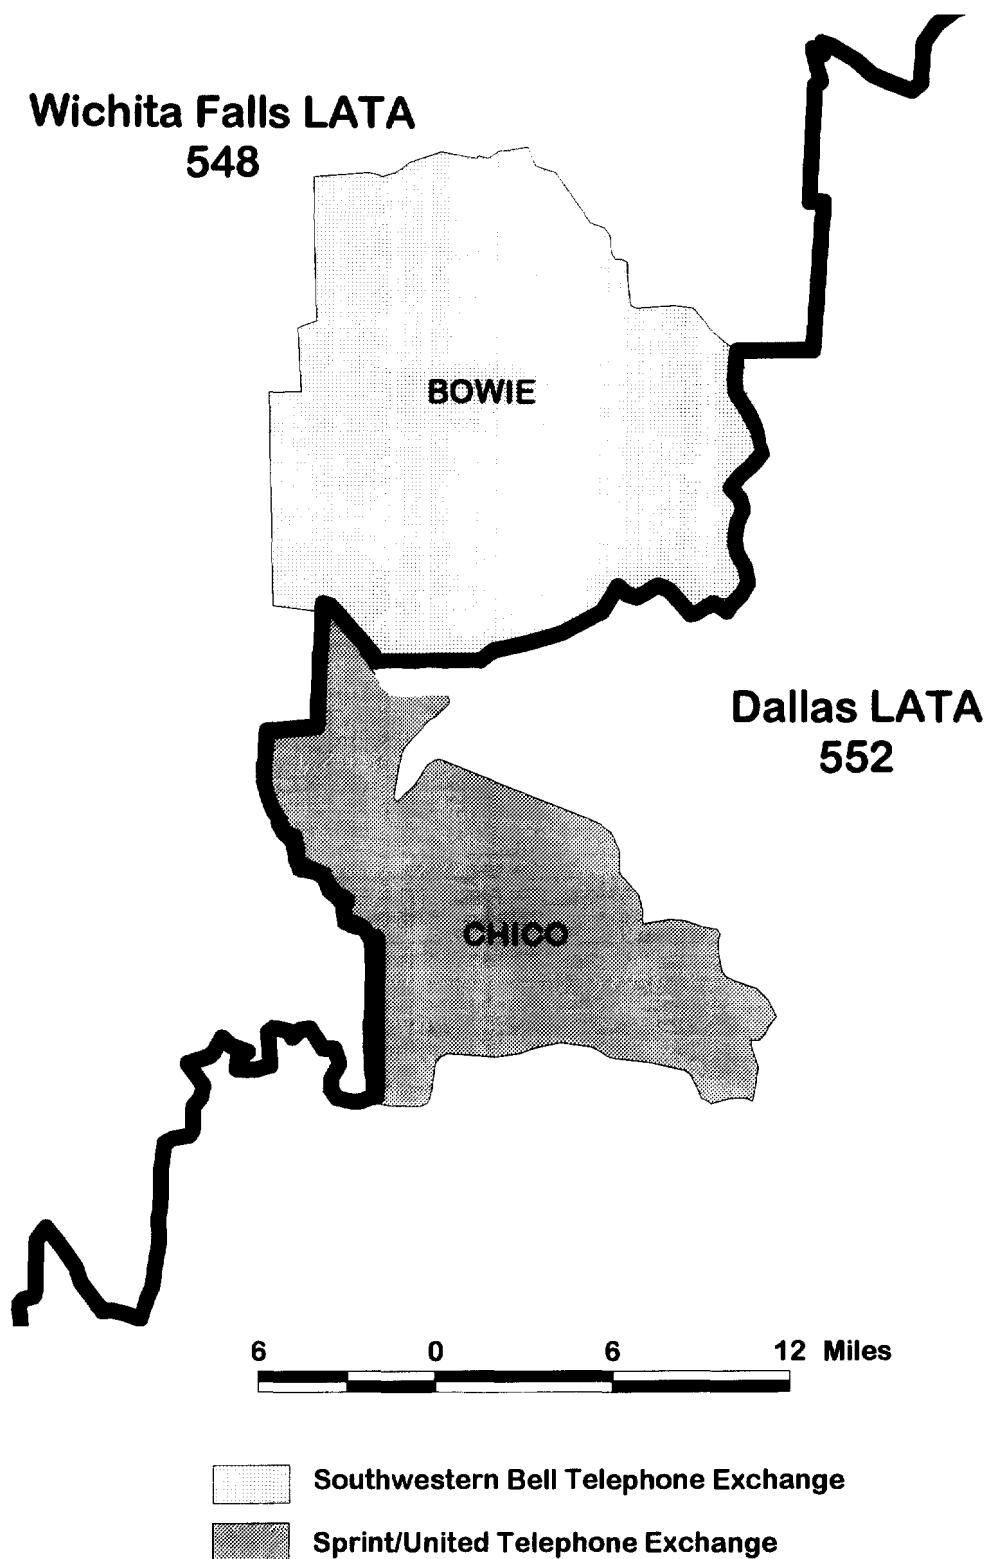 Wichita Falls LATA
548
BOWIE
Dallas LATA
552
CHICO
6 0 6 12 Miles
Southwestern Bell Telephone Exchange
Sprint/United Telephone Exchange